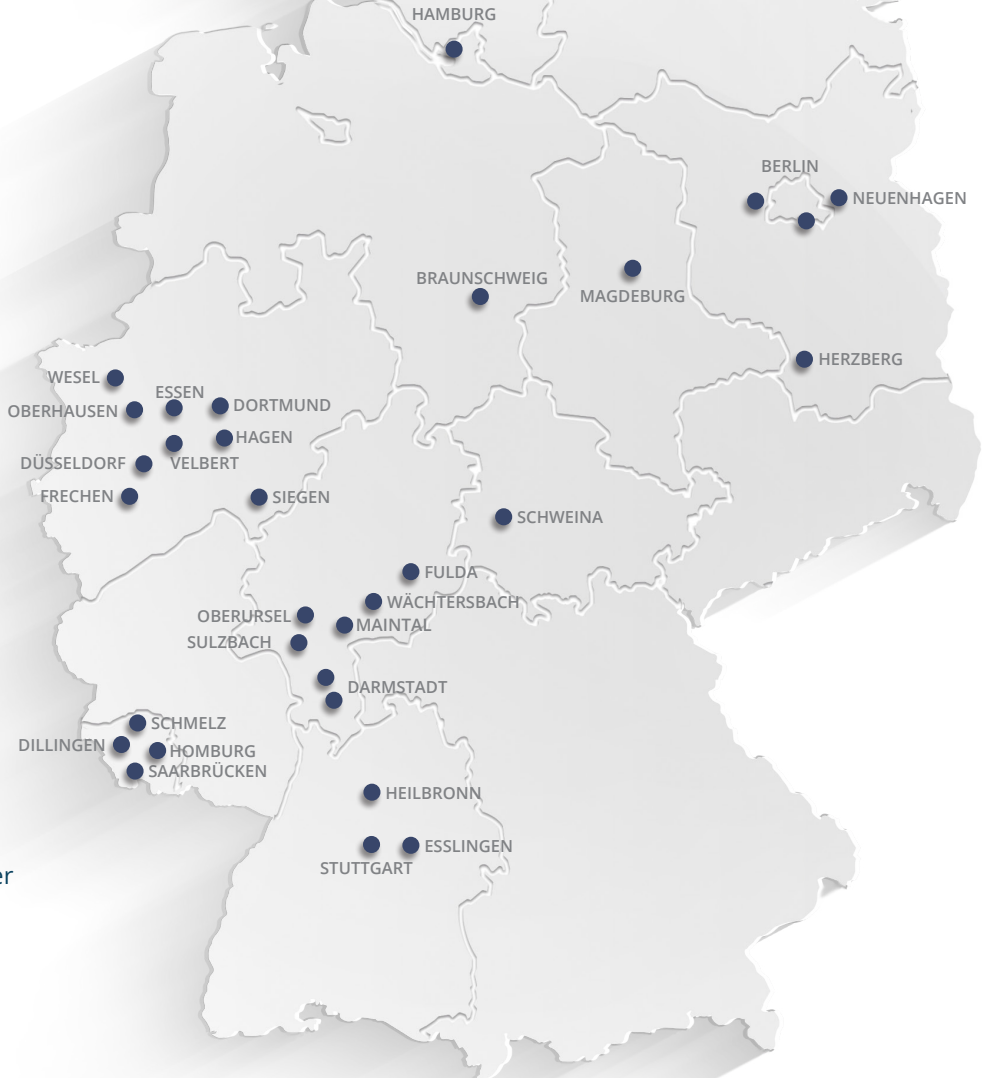 HAMBURG
BERLIN
NEUENHAGEN
BRAUNSCHWEIG
MAGDEBURG
HERZBERG
WESEL
ESSEN
OBERHAUSEN
DORTMUND
HAGEN
DÜSSELDORF
VELBERT
FRECHEN
SIEGEN
SCHWEINA
FULDA
WÄCHTERSBACH
OBERURSEL
MAINTAL
SULZBACH
DARMSTADT
SCHMELZ
DILLINGEN
HOMBURG
SAARBRÜCKEN
HEILBRONN
ESSLINGEN
STUTTGART
er